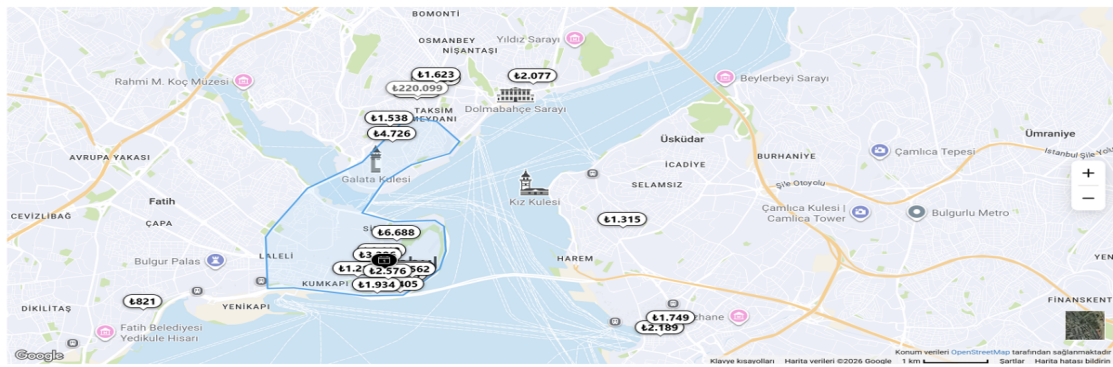 BOMONTİ
OSMANBEY
NİŞANTAŞI
Yıldız Sarayı
₺1.623
₺2.077
Rahmi M. Koç Müzesi
Beylerbeyi Sarayı
₺220.099
TAKSİM
MEYDANI
Dolmabahçe Sarayı
₺1.538
₺4.726
Üsküdar
Ümraniye
AVRUPA YAKASI
İCADİYE
BURHANİYE
Çamlıca Tepesi
İstanbul Şile Yolu
Galata Kulesi
SELAMSIZ
Şile Otoyolu
+
−
Fatih
Kız Kulesi
CEVİZLİBAĞ
ÇAPA
₺1.315
Çamlıca Kulesi |
Camlica Tower
Bulgurlu Metro
₺6.688
LALELİ
Bulgur Palas
HAREM
₺2.576
562
KUMKAPI
₺1.934
405
₺821
YENİKAPI
DİKİLİTAŞ
FİNANSKENT
Fatih Belediyesi
Yedikule Hisarı
₺1.749
zhane
₺2.189
Google
Konum verileri OpenStreetMap tarafından sağlanmaktadır
Klavye kısayolları Harita verileri ©2026 Google 1 km Şartlar Harita hatası bildirin